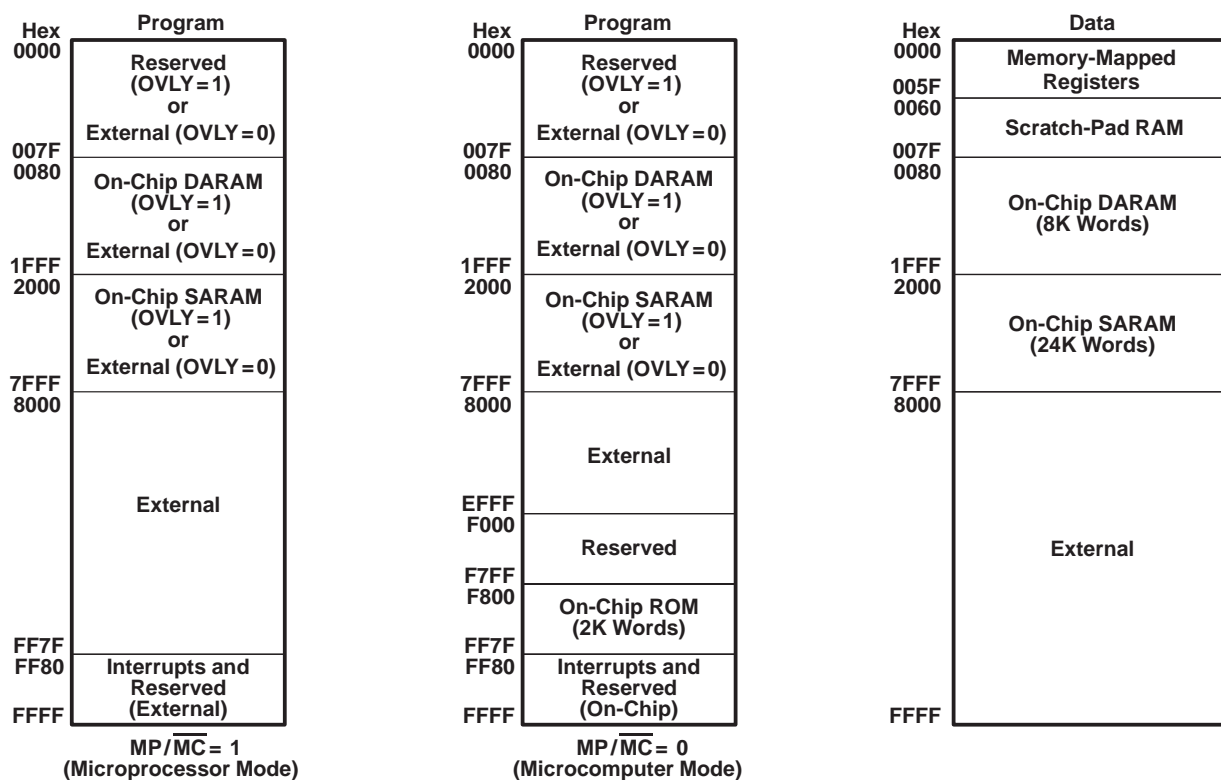 Hex
Program
0000
Reserved
(OVLY = 1)
or
External (OVLY = 0)
007F
0080
On-Chip DARAM
(OVLY = 1)
or
External (OVLY = 0)
1FFF
2000
On-Chip SARAM
(OVLY = 1)
or
External (OVLY = 0)
7FFF
8000
External
FF7F
FF80
Interrupts and
Reserved
(External)
FFFF
MP/M̅C̅ = 1
(Microprocessor Mode)
Hex
Program
0000
Reserved
(OVLY = 1)
or
External (OVLY = 0)
007F
0080
On-Chip DARAM
(OVLY = 1)
or
External (OVLY = 0)
1FFF
2000
On-Chip SARAM
(OVLY = 1)
or
External (OVLY = 0)
7FFF
8000
External
EFFF
F000
Reserved
F7FF
F800
On-Chip ROM
(2K Words)
FF7F
FF80
Interrupts and
Reserved
(On-Chip)
FFFF
MP/M̅C̅ = 0
(Microcomputer Mode)
Hex
Data
0000
Memory-Mapped
Registers
005F
0060
Scratch-Pad RAM
007F
0080
On-Chip DARAM
(8K Words)
1FFF
2000
On-Chip SARAM
(24K Words)
7FFF
8000
External
FFFF